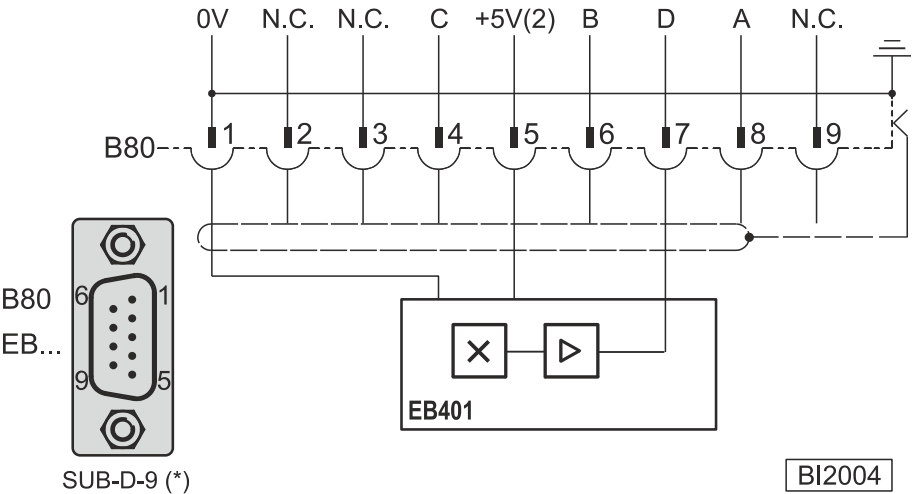 0V N.C. N.C. C +5V(2) B D A N.C.
1 2 3 4 5 6 7 8 9
B80
6 1
B80
EB...
9 5
EB401
SUB-D-9 (*)
BI2004